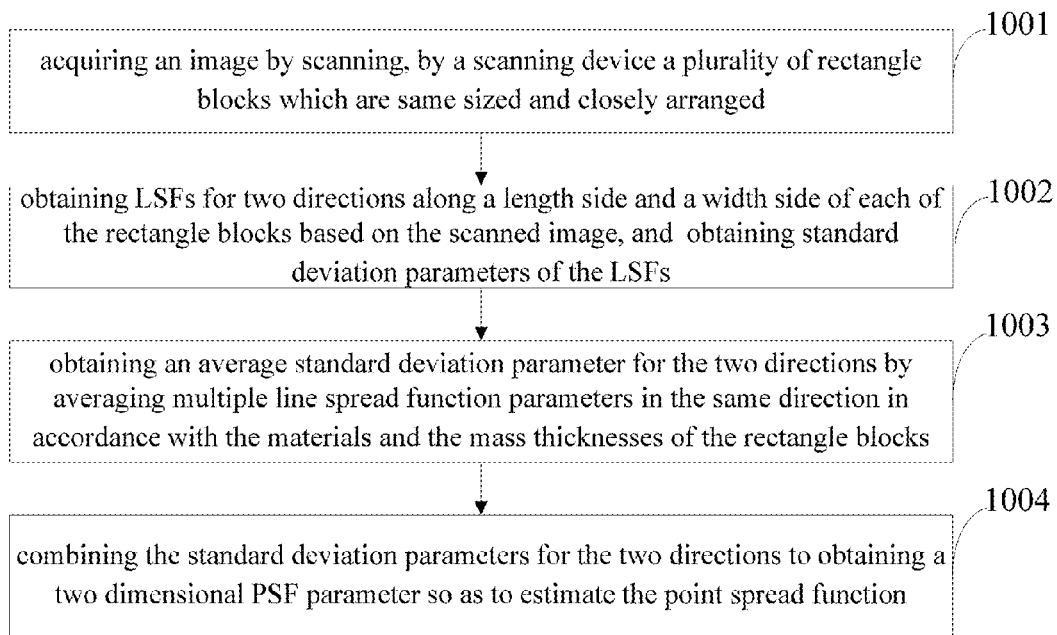 1001
acquiring an image by scanning, by a scanning device a plurality of rectangle
blocks which are same sized and closely arranged
1002
obtaining LSFs for two directions along a length side and a width side of each of
the rectangle blocks based on the scanned image, and obtaining standard
deviation parameters of the LSFs
1003
obtaining an average standard deviation parameter for the two directions by
averaging multiple line spread function parameters in the same direction in
accordance with the materials and the mass thicknesses of the rectangle blocks
1004
combining the standard deviation parameters for the two directions to obtaining a
two dimensional PSF parameter so as to estimate the point spread function